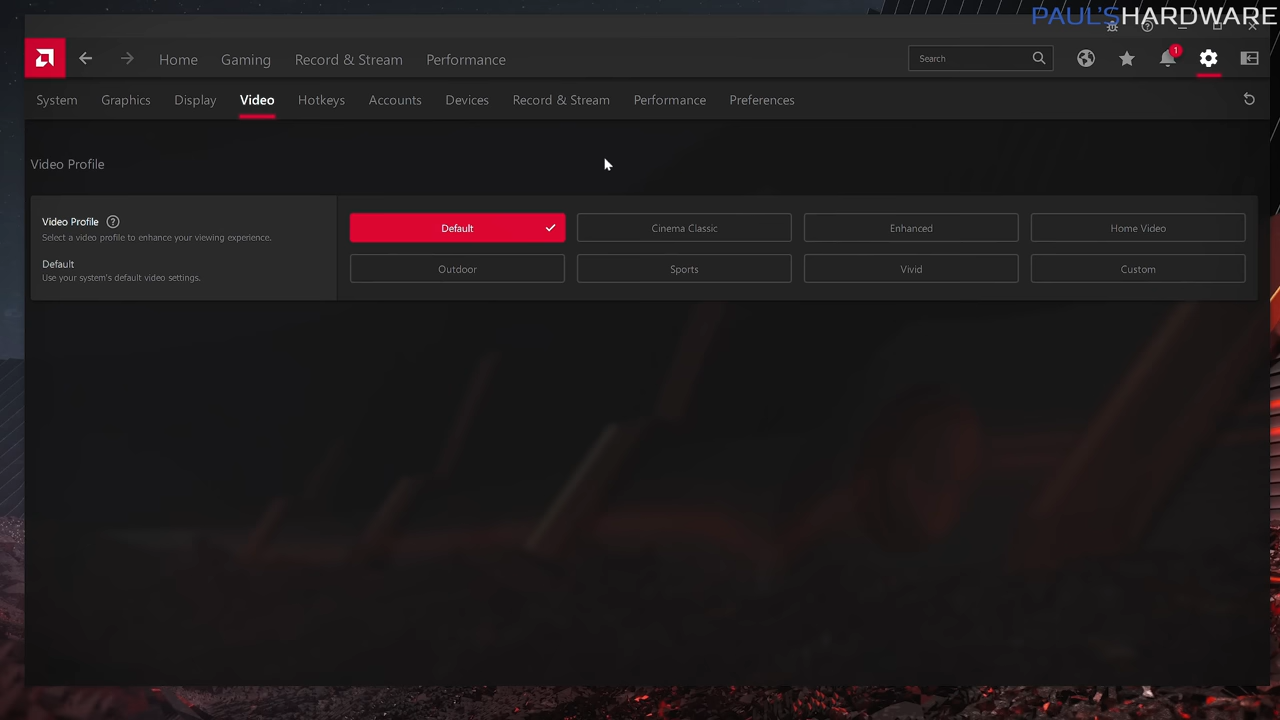 PAUL'SHARDWARE
Home Gaming Record & Stream Performance Search 1
System Graphics Display Video Hotkeys Accounts Devices Record & Stream Performance Preferences
Video Profile
Video Profile ?
Select a video profile to enhance your viewing experience.
Default
Use your system's default video settings.
Default Cinema Classic Enhanced Home Video
Outdoor Sports Vivid Custom